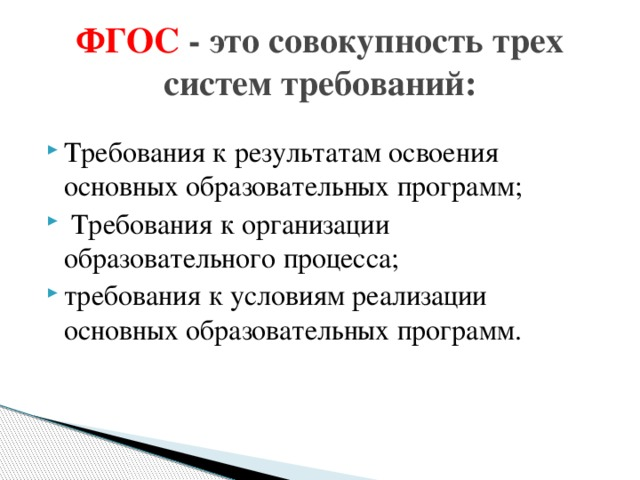 ФГОС - это совокупность трех
систем требований:
Требования к результатам освоения
основных образовательных программ;
Требования к организации
образовательного процесса;
требования к условиям реализации
основных образовательных программ.